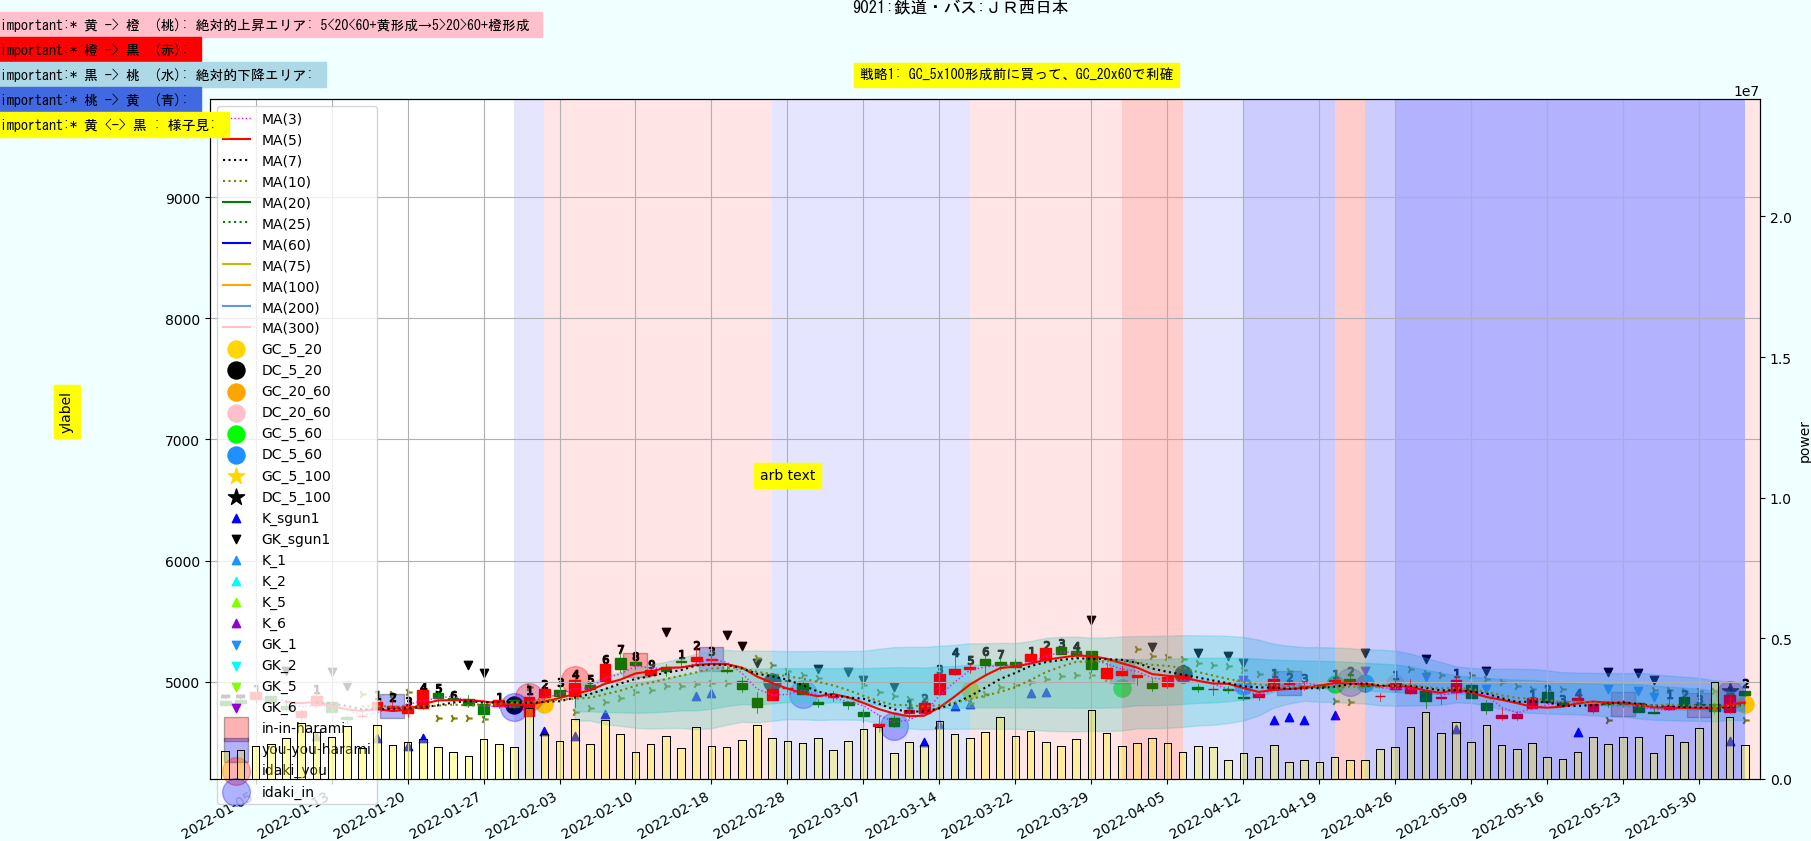 9021:鉄道・バス:ＪＲ西日本
important:* 黄 -> 橙 （桃）: 絶対的上昇エリア: 5<20<60+黄形成→5>20>60+橙形成
important:* 橙 -> 黒 （赤）:
important:* 黒 -> 桃 （水）: 絶対的下降エリア:
important:* 桃 -> 黄 （青）:
important:* 黄 <-> 黒 : 様子見:
戦略1: GC_5x100形成前に買って、GC_20x60で利確
1e7
MA(3)
MA(5)
MA(7)
MA(10)
MA(20)
MA(25)
MA(60)
MA(75)
MA(100)
MA(200)
MA(300)
GC_5_20
DC_5_20
GC_20_60
DC_20_60
GC_5_60
DC_5_60
GC_5_100
DC_5_100
K_sgun1
GK_sgun1
K_1
K_2
K_5
K_6
GK_1
GK_2
GK_5
GK_6
in-in-harami
you-you-harami
idaki_you
idaki_in
9000
8000
7000
6000
5000
ylabel
arb text
2.0
1.5
1.0
0.5
0.0
power
2022-01-05
2022-01-13
2022-01-20
2022-01-27
2022-02-03
2022-02-10
2022-02-18
2022-02-28
2022-03-07
2022-03-14
2022-03-22
2022-03-29
2022-04-05
2022-04-12
2022-04-19
2022-04-26
2022-05-09
2022-05-16
2022-05-23
2022-05-30